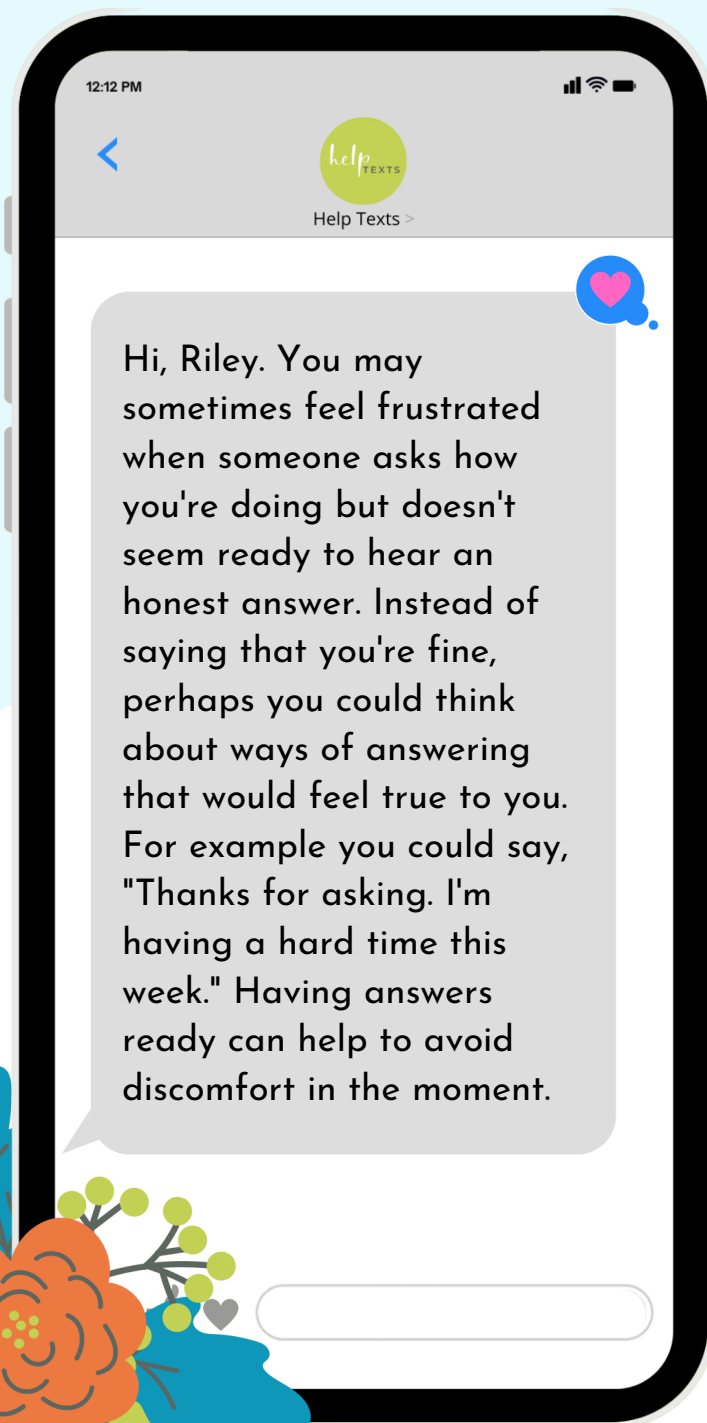 12:12 PM
help
TEXTS
Help Texts >
Hi, Riley. You may
sometimes feel frustrated
when someone asks how
you're doing but doesn't
seem ready to hear an
honest answer. Instead of
saying that you're fine,
perhaps you could think
about ways of answering
that would feel true to you.
For example you could say,
"Thanks for asking. I'm
having a hard time this
week." Having answers
ready can help to avoid
discomfort in the moment.